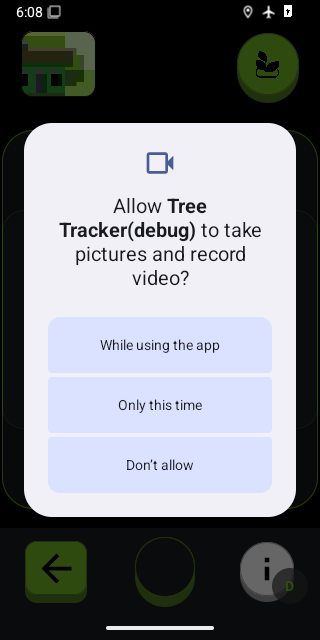 6:08
Allow Tree
Tracker(debug) to take
pictures and record
video?
While using the app
Only this time
Don't allow
D